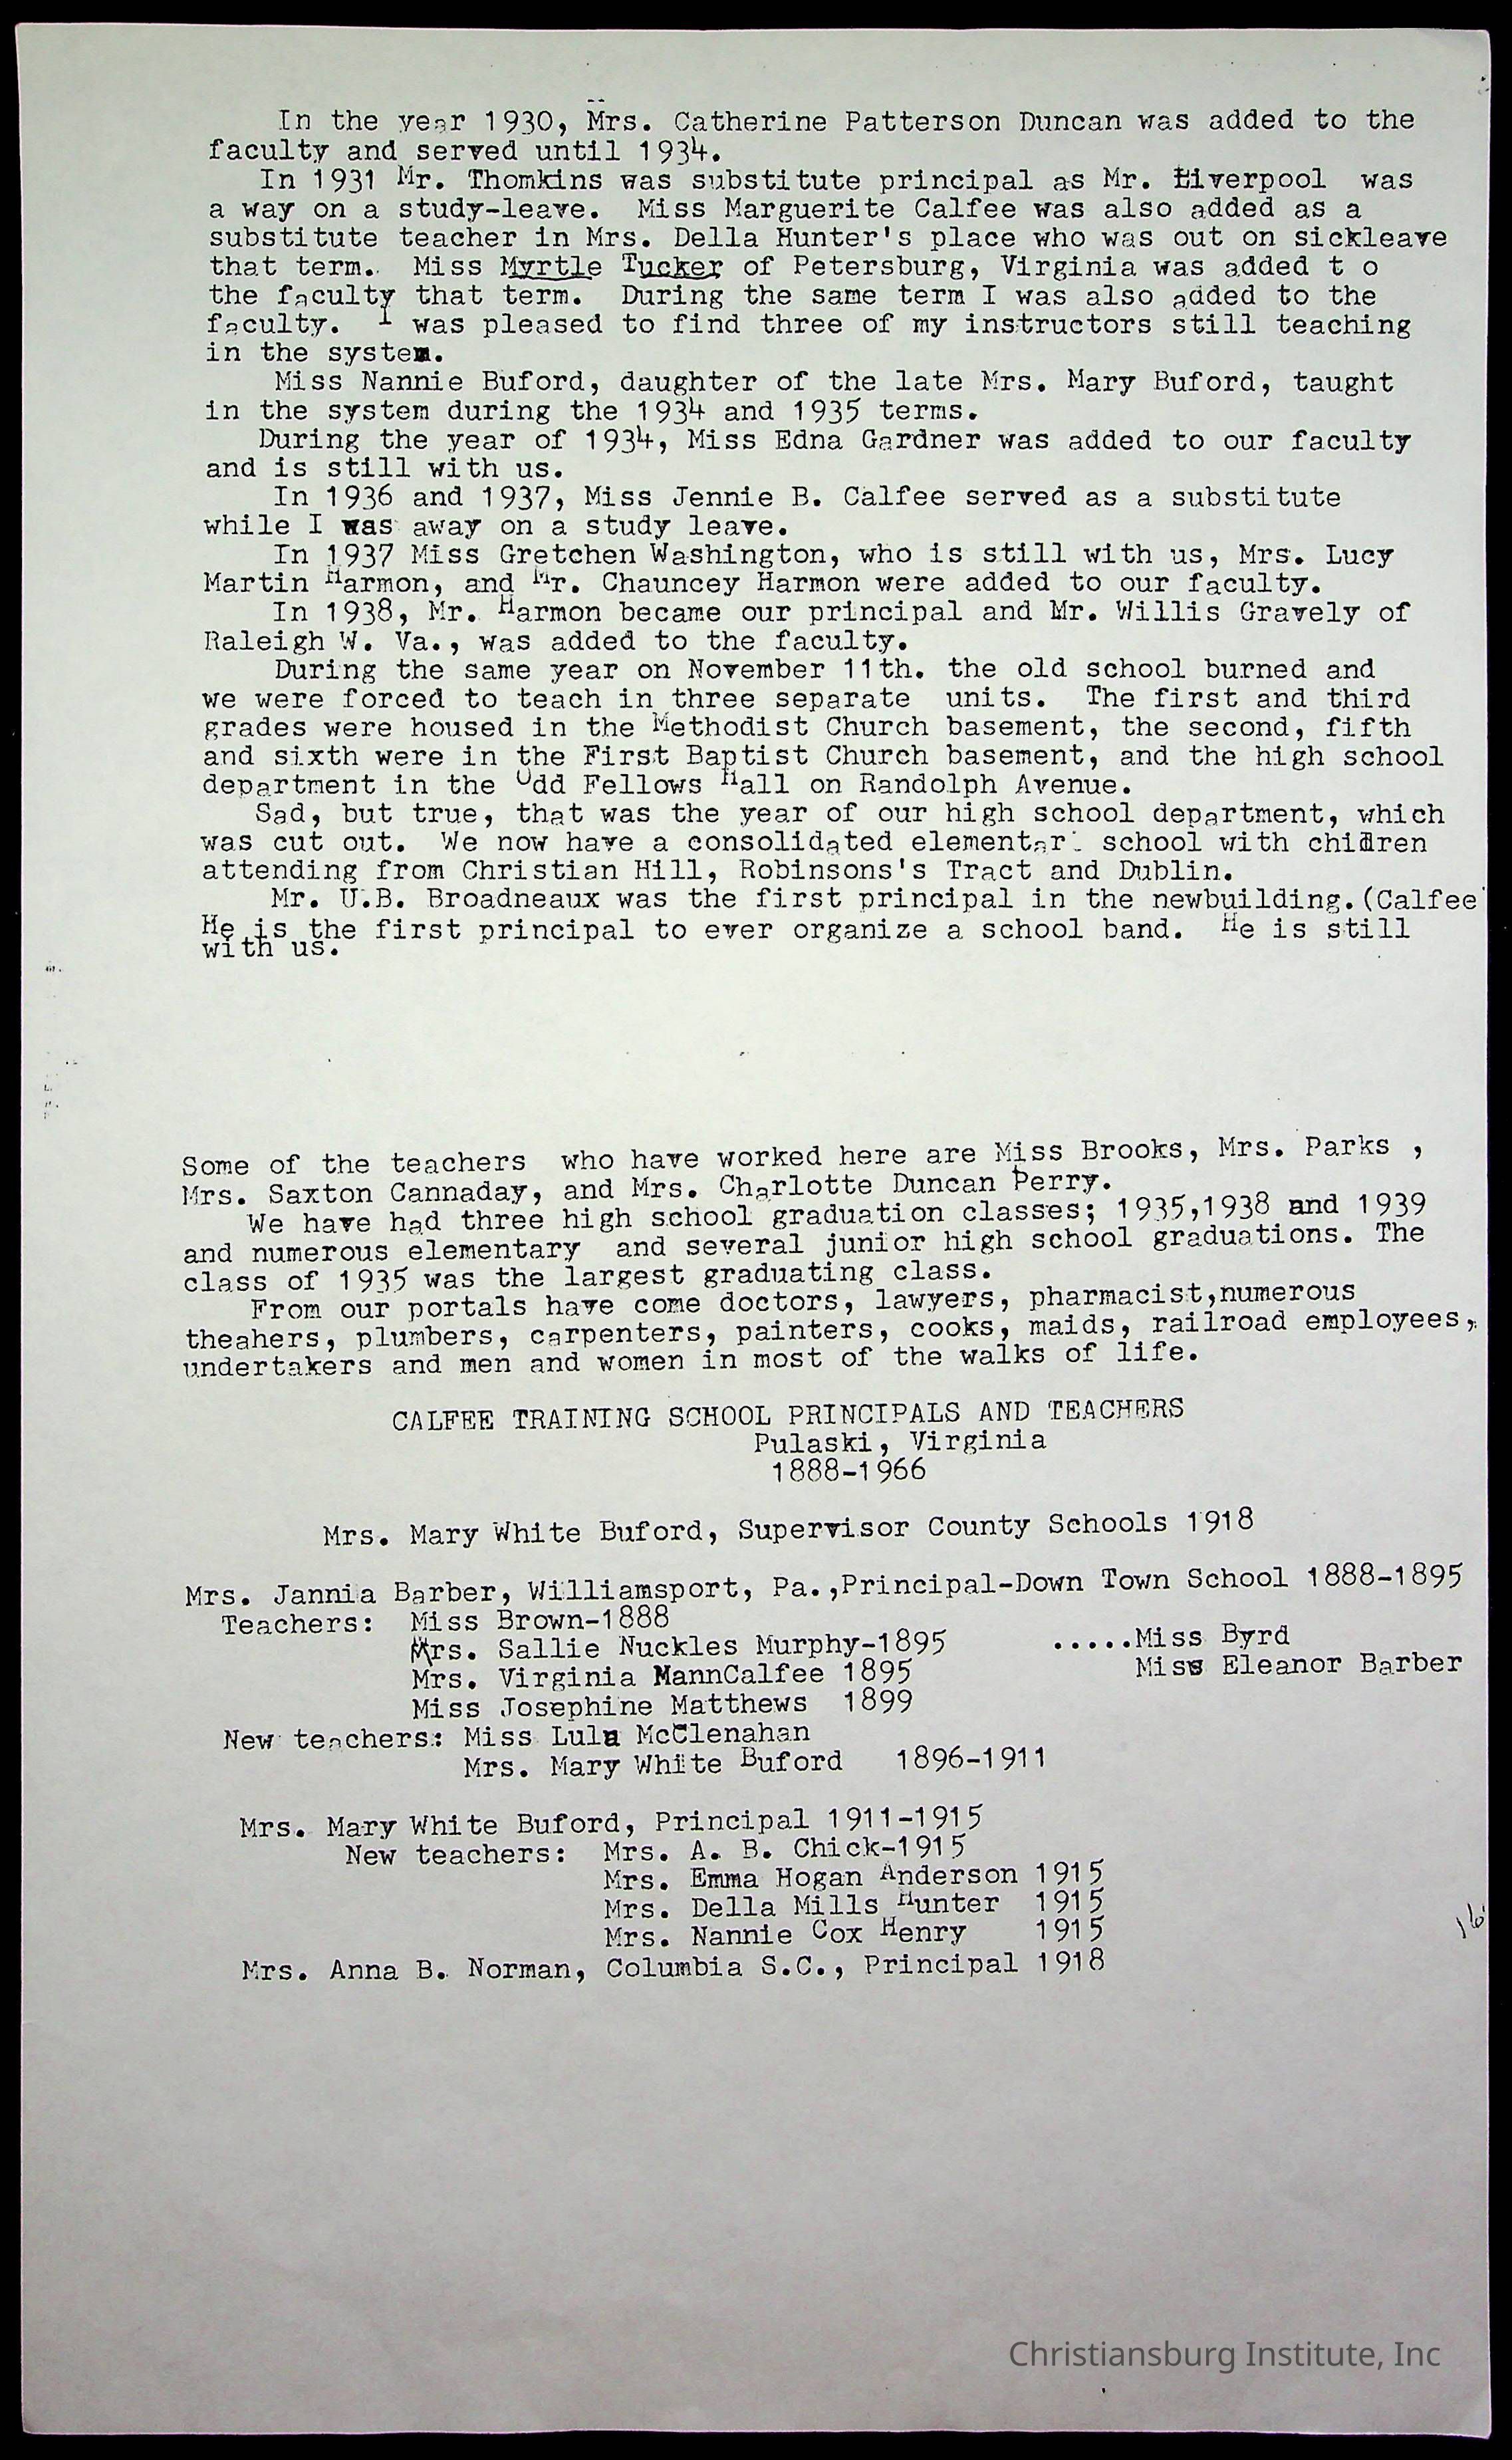 In the year 1930, Mrs. Catherine Patterson Duncan was added to the
faculty and served until 1934.
In 1931 Mr. Thomkins was substitute principal as Mr. Liverpool was
a way on a study-leave. Miss Marguerite Calfee was also added as a
substitute teacher in Mrs. Della Hunter's place who was out on sickleave
that term. Miss Myrtle Tucker of Petersburg, Virginia was added t o
the faculty that term. During the same term I was also added to the
faculty. I was pleased to find three of my instructors still teaching
in the system.
Miss Nannie Buford, daughter of the late Mrs. Mary Buford, taught
in the system during the 1934 and 1935 terms.
During the year of 1934, Miss Edna Gardner was added to our faculty
and is still with us.
In 1936 and 1937, Miss Jennie B. Calfee served as a substitute
while I was away on a study leave.
In 1937 Miss Gretchen Washington, who is still with us, Mrs. Lucy
Martin Harmon, and Mr. Chauncey Harmon were added to our faculty.
In 1938, Mr. Harmon became our principal and Mr. Willis Gravely of
Raleigh W. Va., was added to the faculty.
During the same year on November 11th. the old school burned and
we were forced to teach in three separate units. The first and third
grades were housed in the Methodist Church basement, the second, fifth
and sixth were in the First Baptist Church basement, and the high school
department in the Odd Fellows Hall on Randolph Avenue.
Sad, but true, that was the year of our high school department, which
was cut out. We now have a consolidated elementar school with children
attending from Christian Hill, Robinsons's Tract and Dublin.
Mr. U.B. Broadneaux was the first principal in the newbuilding.(Calfee
He is the first principal to ever organize a school band. He is still
with us.
Some of the teachers who have worked here are Miss Brooks, Mrs. Parks ,
Mrs. Saxton Cannaday, and Mrs. Charlotte Duncan Perry.
We have had three high school graduation classes; 1935,1938 and 1939
and numerous elementary and several junior high school graduations. The
class of 1935 was the largest graduating class.
From our portals have come doctors, lawyers, pharmacist,numerous
theahers, plumbers, carpenters, painters, cooks, maids, railroad employees,
undertakers and men and women in most of the walks of life.
CALFEE TRAINING SCHOOL PRINCIPALS AND TEACHERS
Pulaski, Virginia
1888-1966
Mrs. Mary White Buford, Supervisor County Schools 1918
Mrs. Jannia Barber, Williamsport, Pa.,Principal-Down Town School 1888-1895
Teachers: Miss Brown-1888
Mrs. Sallie Nuckles Murphy-1895 .....Miss Byrd
Mrs. Virginia MannCalfee 1895 Miss Eleanor Barber
Miss Josephine Matthews 1899
New teachers: Miss Lula McClenahan
Mrs. Mary White Buford 1896-1911
Mrs. Mary White Buford, Principal 1911-1915
New teachers: Mrs. A. B. Chick-1915
Mrs. Emma Hogan Anderson 1915
Mrs. Della Mills Hunter 1915
Mrs. Nannie Cox Henry 1915
Mrs. Anna B. Norman, Columbia S.C., Principal 1918
16
Christiansburg Institute, Inc